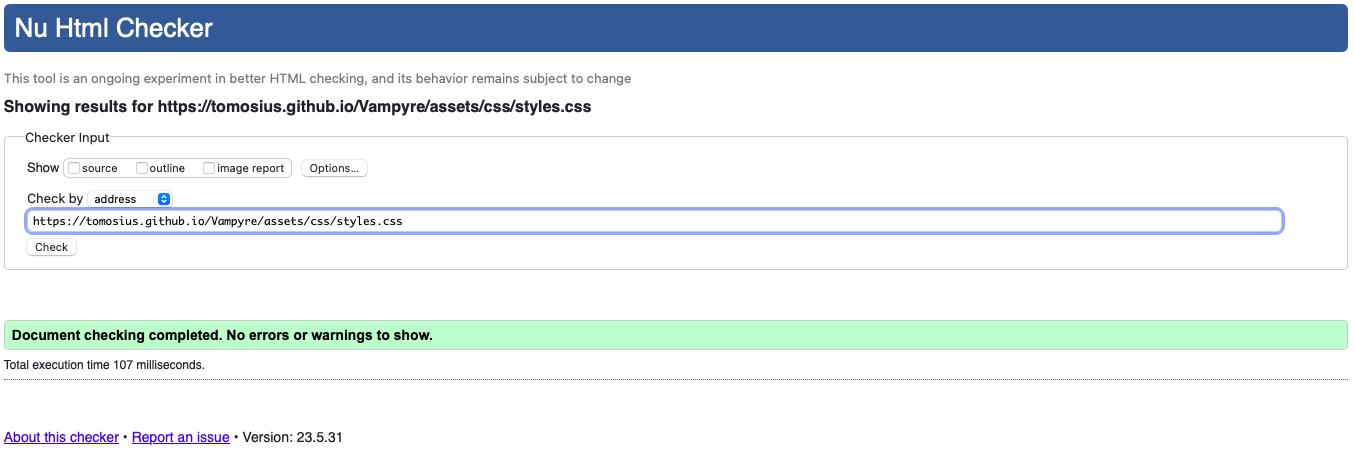 Nu Html Checker
This tool is an ongoing experiment in better HTML checking, and its behavior remains subject to change
Showing results for https://tomosius.github.io/Vampyre/assets/css/styles.css
Checker Input
Show source outline image report Options...
Check by address
https://tomosius.github.io/Vampyre/assets/css/styles.css
Check
Document checking completed. No errors or warnings to show.
Total execution time 107 milliseconds.
About this checker • Report an issue • Version: 23.5.31